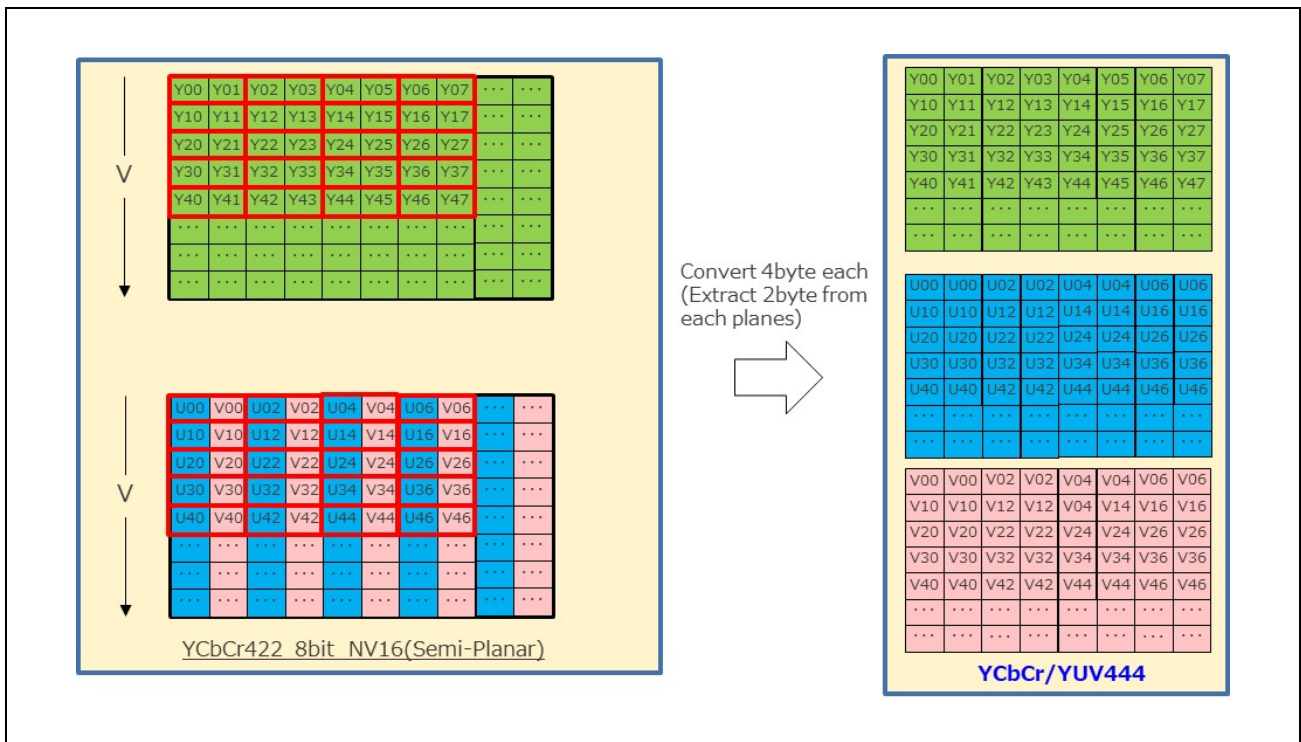 V
Y00 Y01 Y02 Y03 Y04 Y05 Y06 Y07 ... ...
Y10 Y11 Y12 Y13 Y14 Y15 Y16 Y17 ... ...
Y20 Y21 Y22 Y23 Y24 Y25 Y26 Y27 ... ...
Y30 Y31 Y32 Y33 Y34 Y35 Y36 Y37 ... ...
Y40 Y41 Y42 Y43 Y44 Y45 Y46 Y47 ... ...
... ... ... ... ... ... ... ... ... ...
... ... ... ... ... ... ... ... ... ...
... ... ... ... ... ... ... ... ... ...
V
U00 V00 U02 V02 U04 V04 U06 V06 ... ...
U10 V10 U12 V12 U14 V14 U16 V16 ... ...
U20 V20 U22 V22 U24 V24 U26 V26 ... ...
U30 V30 U32 V32 U34 V34 U36 V36 ... ...
U40 V40 U42 V42 U44 V44 U46 V46 ... ...
... ... ... ... ... ... ... ... ... ...
... ... ... ... ... ... ... ... ... ...
... ... ... ... ... ... ... ... ... ...
YCbCr422 8bit NV16(Semi-Planar)
Convert 4byte each
(Extract 2byte from
each planes)
Y00 Y01 Y02 Y03 Y04 Y05 Y06 Y07
Y10 Y11 Y12 Y13 Y14 Y15 Y16 Y17
Y20 Y21 Y22 Y23 Y24 Y25 Y26 Y27
Y30 Y31 Y32 Y33 Y34 Y35 Y36 Y37
Y40 Y41 Y42 Y43 Y44 Y45 Y46 Y47
... ... ... ... ... ... ... ...
... ... ... ... ... ... ... ...
U00 U00 U02 U02 U04 U04 U06 U06
U10 U10 U12 U12 U14 U14 U16 U16
U20 U20 U22 U22 U24 U24 U26 U26
U30 U30 U32 U32 U34 U34 U36 U36
U40 U40 U42 U42 U44 U44 U46 U46
... ... ... ... ... ... ... ...
... ... ... ... ... ... ... ...
V00 V00 V02 V02 V04 V04 V06 V06
V10 V10 V12 V12 V04 V14 V16 V16
V20 V20 V22 V22 V24 V24 V26 V26
V30 V30 V32 V32 V34 V34 V36 V36
V40 V40 V42 V42 V44 V44 V46 V46
... ... ... ... ... ... ... ...
... ... ... ... ... ... ... ...
YCbCr/YUV444